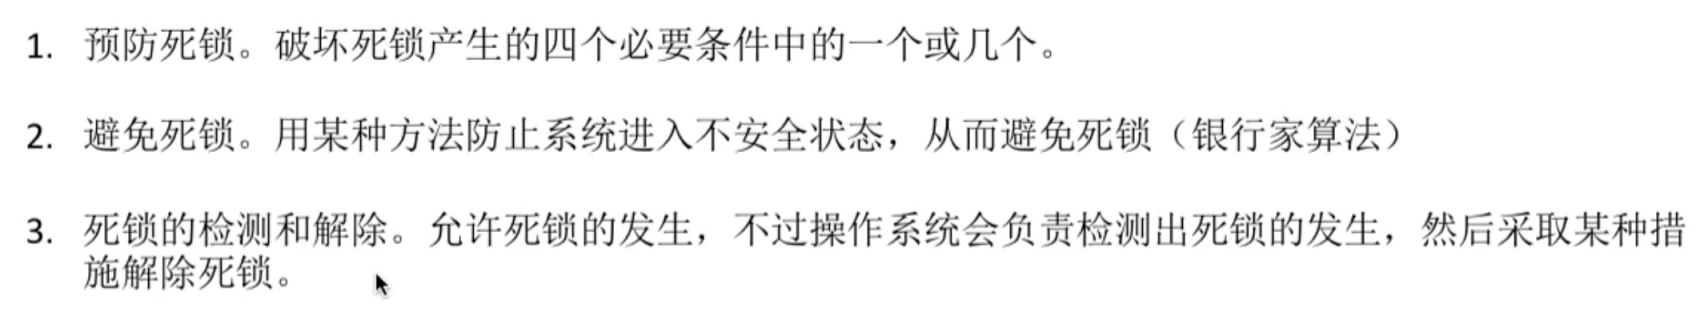 1. 预防死锁。破坏死锁产生的四个必要条件中的一个或几个。
2. 避免死锁。用某种方法防止系统进入不安全状态，从而避免死锁（银行家算法）
3. 死锁的检测和解除。允许死锁的发生，不过操作系统会负责检测出死锁的发生，然后采取某种措
施解除死锁。